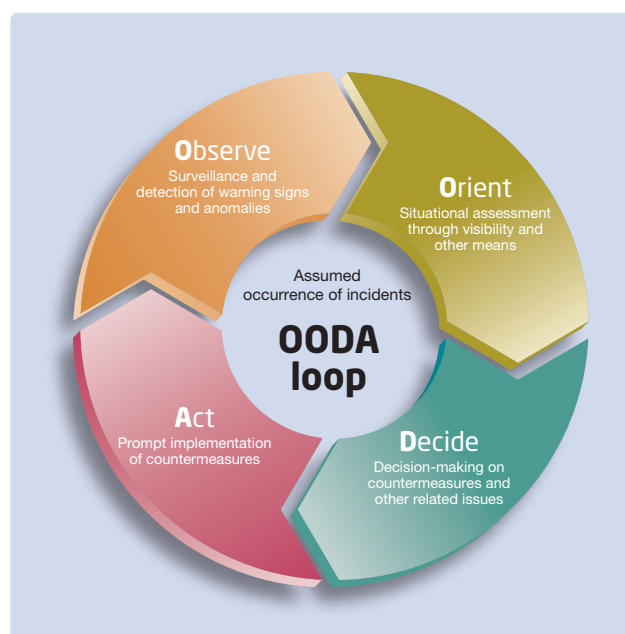 Observe
Surveillance and
detection of warning signs
and anomalies
Orient
Situational assessment
through visibility and
other means
Assumed
occurrence of incidents
OODA
loop
Act
Prompt implementation
of countermeasures
Decide
Decision-making on
countermeasures and
other related issues